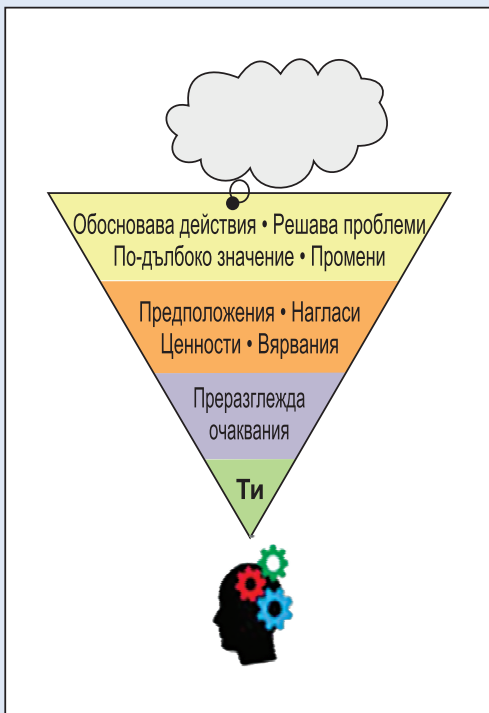 Обосновава действия • Решава проблеми
По-дълбоко значение • Промени
Предположения • Нагласи
Ценности • Вярвания
Преразглежда
очаквания
Ти